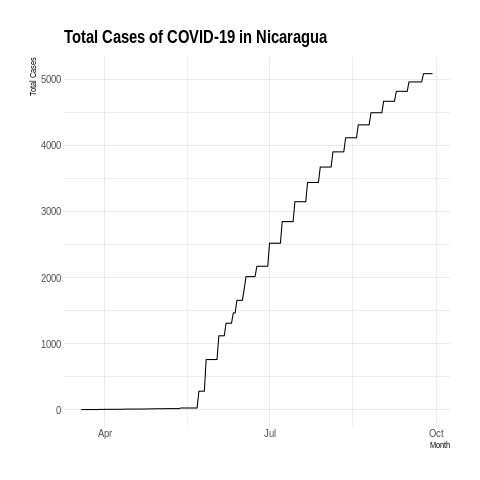 Total Cases of COVID-19 in Nicaragua
Total Cases
5000
4000
3000
2000
1000
0
Apr
Jul
Oct
Month